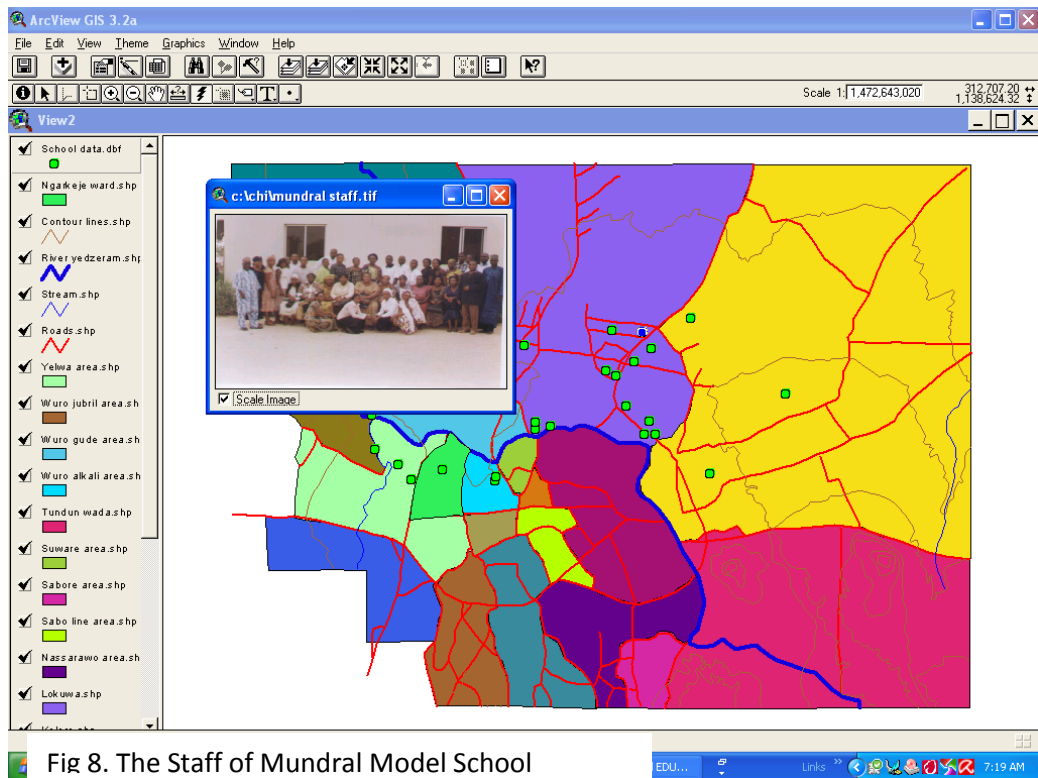 ArcView GIS 3.2a
File Edit View Theme Graphics Window Help
Scale 1: 1,472,643,020
312,707.20
1,138,624.32
View2
School data.dbf
Ngarkeje ward.shp
Contour lines.shp
River yedzeram.shp
Stream.shp
Roads.shp
Yelwa area.shp
Wuro jubril area.sh
Wuro gude area.sh
Wuro alkali area.sh
Tundun wada.shp
Suware area.shp
Sabore area.shp
Sabo line area.shp
Nassarawo area.sh
Lokuwa.shp
c:\chi\mundral staff.tif
Scale Image
Fig 8. The Staff of Mundral Model School
EDU...
Links
7:19 AM